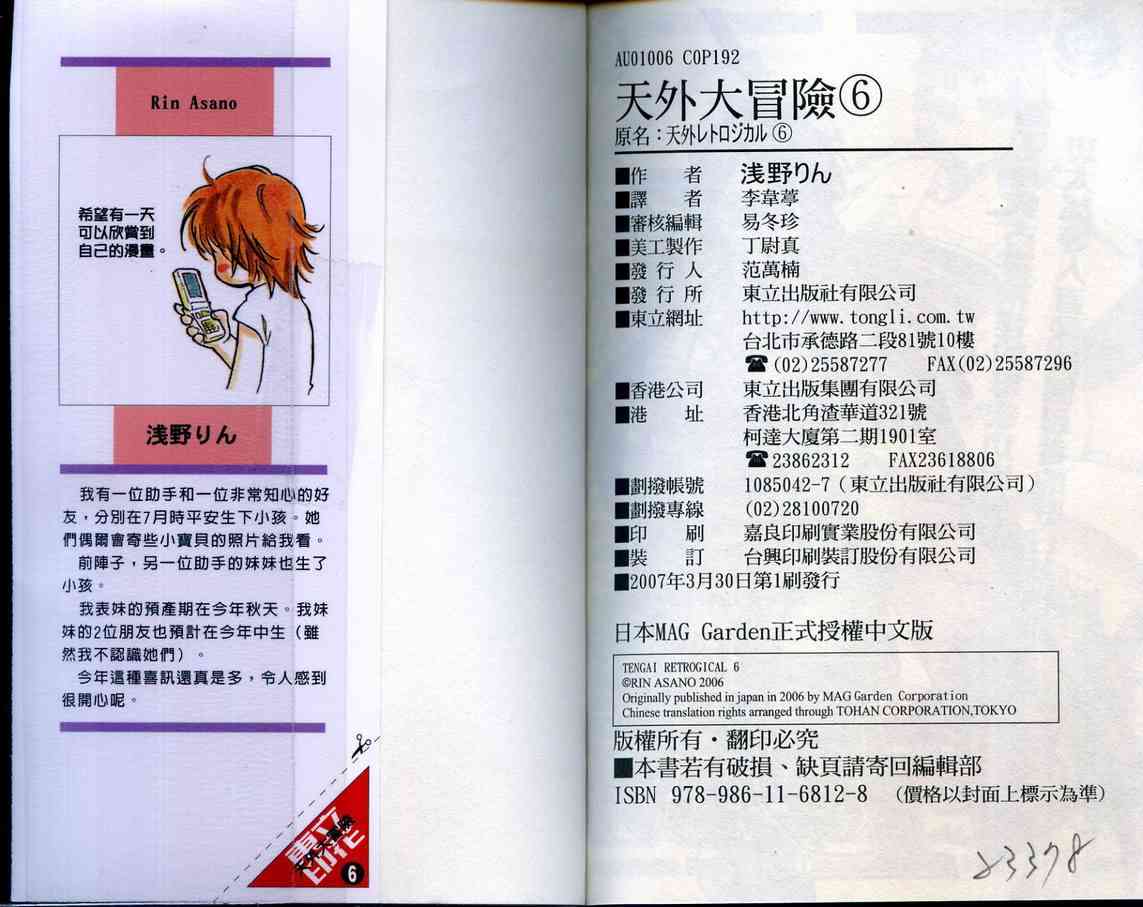 Rin Asano
希望有一天
可以欣賞到
自己的漫畫。
浅野りん
我有一位助手和一位非常知心的好
友，分別在7月時平安生下小孩。她
們偶爾會寄些小寶貝的照片給我看。
前陣子，另一位助手的妹妹也生了
小孩。
我表妹的預產期在今年秋天。我妹
妹的2位朋友也預計在今年中生（雖
然我不認識她們）。
今年這種喜訊還真是多，令人感到
很開心呢。
東立
天外大冒險
印花
6
AU01006 COP192
天外大冒險⑥
原名：天外レトロジカル⑥
■作 者 浅野りん
■譯 者 李韋葶
■審核編輯 易冬珍
■美工製作 丁尉真
■發 行 人 范萬楠
■發 行 所 東立出版社有限公司
■東立網址 http://www.tongli.com.tw
台北市承德路二段81號10樓
☎(02)25587277 FAX(02)25587296
■香港公司 東立出版集團有限公司
■港 址 香港北角渣華道321號
柯達大廈第二期1901室
☎23862312 FAX23618806
■劃撥帳號 1085042-7（東立出版社有限公司）
■劃撥專線 (02)28100720
■印 刷 嘉良印刷實業股份有限公司
■裝 訂 台興印刷裝訂股份有限公司
■2007年3月30日第1刷發行
日本MAG Garden正式授權中文版
TENGAI RETROGICAL 6
©RIN ASANO 2006
Originally published in japan in 2006 by MAG Garden Corporation
Chinese translation rights arranged through TOHAN CORPORATION,TOKYO
版權所有・翻印必究
■本書若有破損、缺頁請寄回編輯部
ISBN 978-986-11-6812-8 （價格以封面上標示為準）
23378